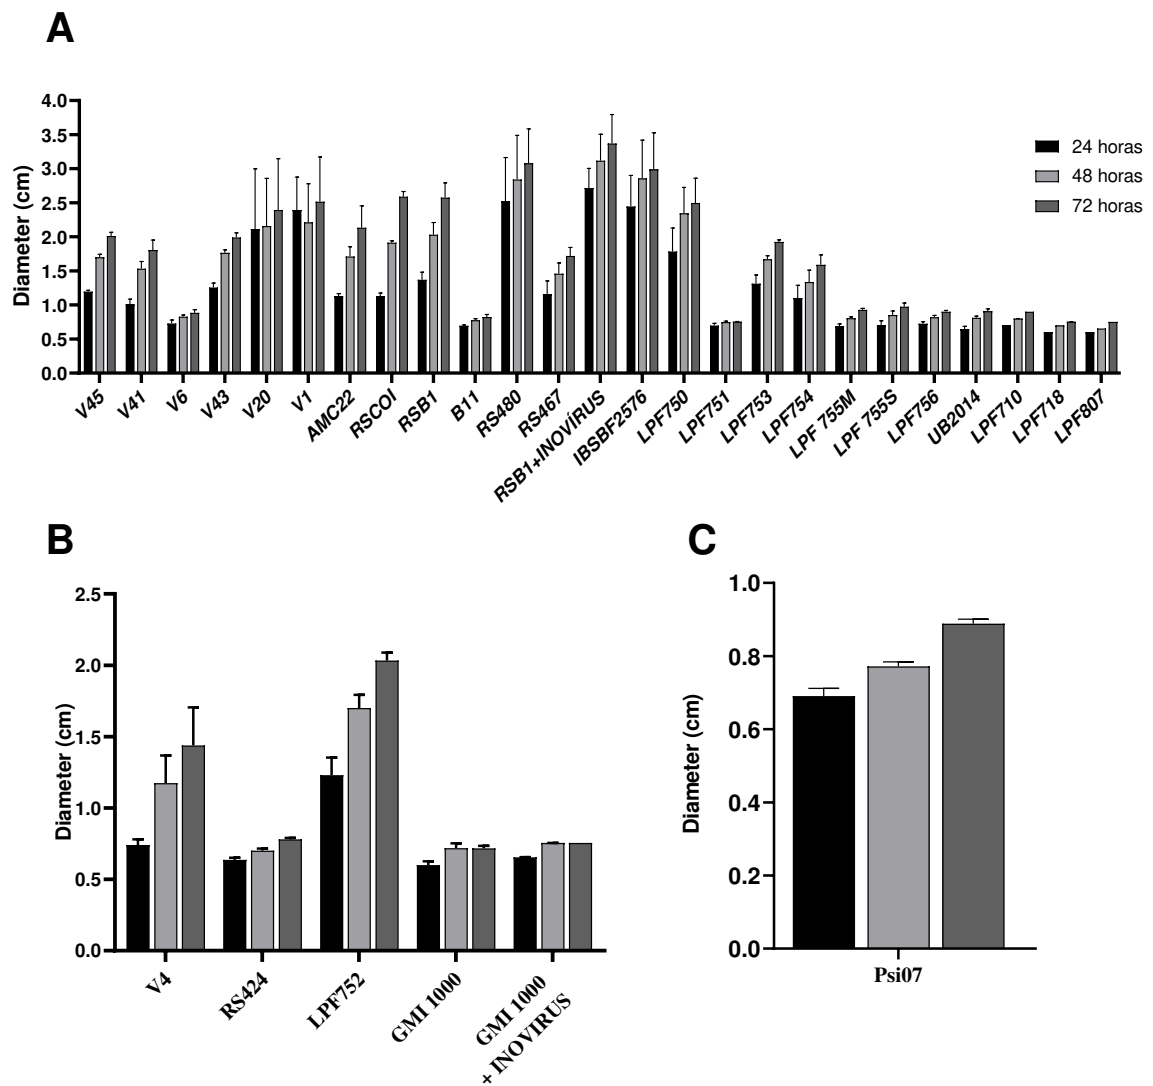 A
Diameter (cm)
4.0
3.5
3.0
2.5
2.0
1.5
1.0
0.5
0.0
24 horas
48 horas
72 horas
V45
V41
V6
V43
V20
V1
AMC22
RSCOI
RSB1
B11
RS480
RS467
RSB1+INOVÍRUS
IBSBF2576
LPF750
LPF751
LPF753
LPF754
LPF 755M
LPF 755S
LPF756
UB2014
LPF710
LPF718
LPF807
B
Diameter (cm)
2.5
2.0
1.5
1.0
0.5
0.0
V4
RS424
LPF752
GMI 1000
GMI 1000
+ INOVIRUS
C
Diameter (cm)
1.0
0.8
0.6
0.4
0.2
0.0
Psi07